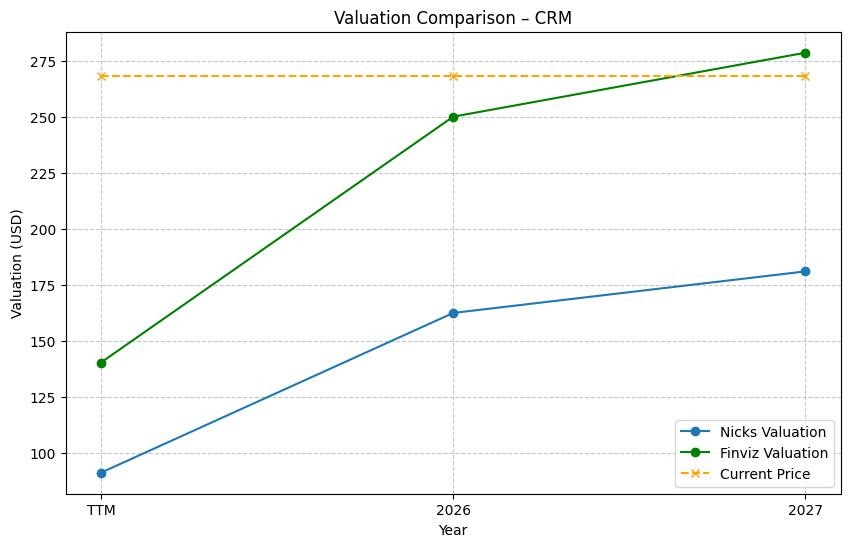 Valuation Comparison – CRM
Valuation (USD)
275
250
225
200
175
150
125
100
TTM
2026
2027
Year
Nicks Valuation
Finviz Valuation
Current Price